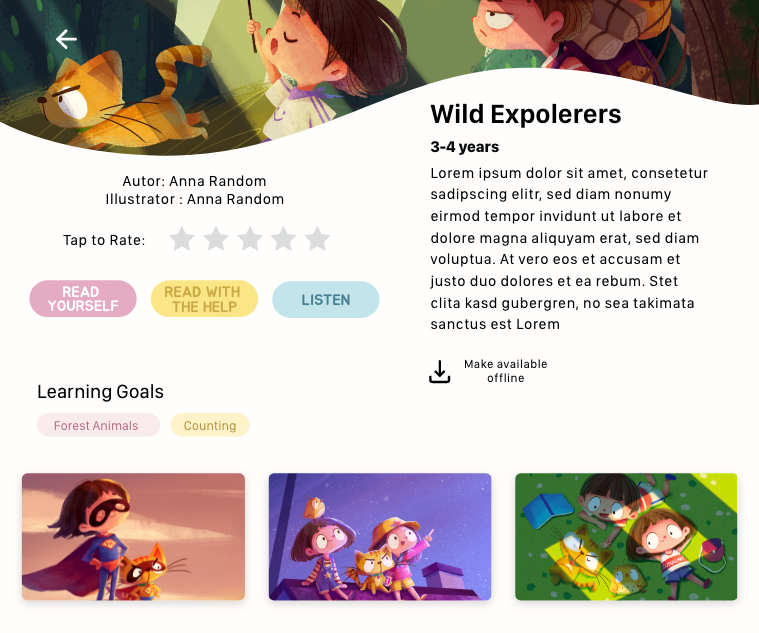 Wild Expolerers
3-4 years
Lorem ipsum dolor sit amet, consetetur
sadipscing elitr, sed diam nonumy
eirmod tempor invidunt ut labore et
dolore magna aliquyam erat, sed diam
voluptua. At vero eos et accusam et
justo duo dolores et ea rebum. Stet
clita kasd gubergren, no sea takimata
sanctus est Lorem
Make available
offline
Autor: Anna Random
Illustrator : Anna Random
Tap to Rate:
READ
YOURSELF
READ WITH
THE HELP
LISTEN
Learning Goals
Forest Animals
Counting